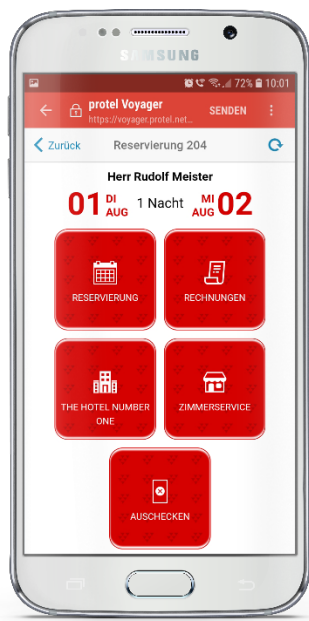 SAMSUNG
72% 10:01
protel Voyager
https://voyager.protel.net...
SENDEN
Zurück Reservierung 204
Herr Rudolf Meister
01 DI AUG 1 Nacht MI AUG 02
RESERVIERUNG
RECHNUNGEN
THE HOTEL NUMBER
ONE
ZIMMERSERVICE
AUSCHECKEN